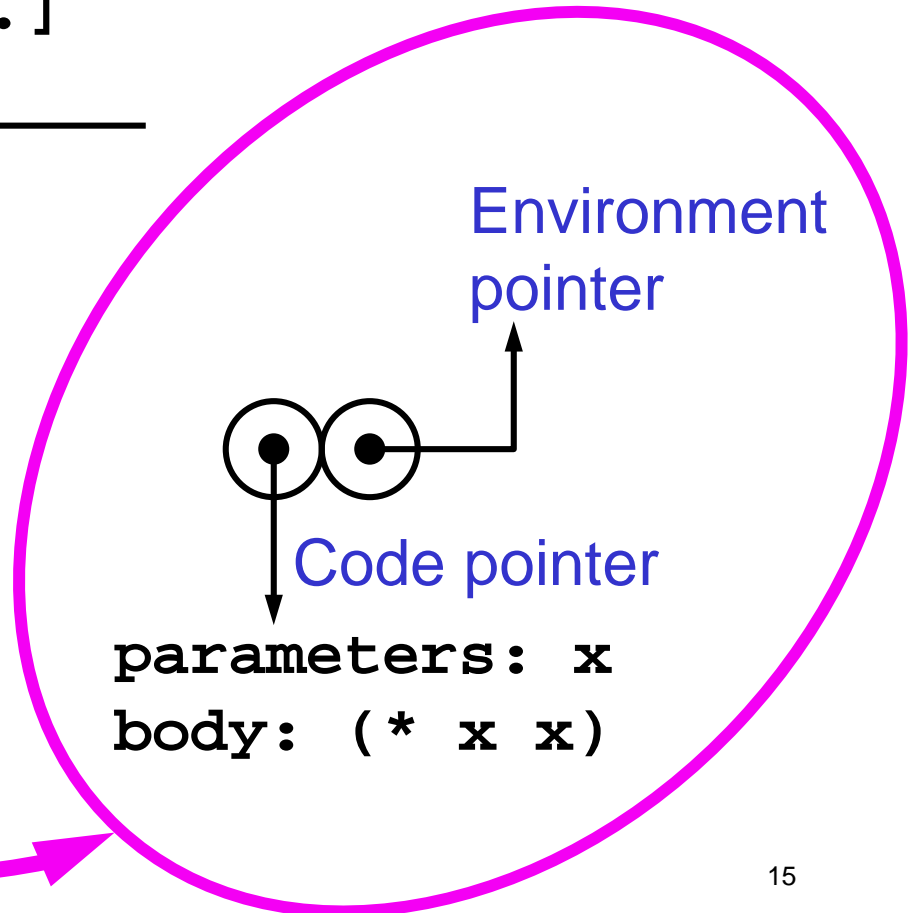 .]
Environment
pointer
Code pointer
parameters: x
body: (* x x)
15